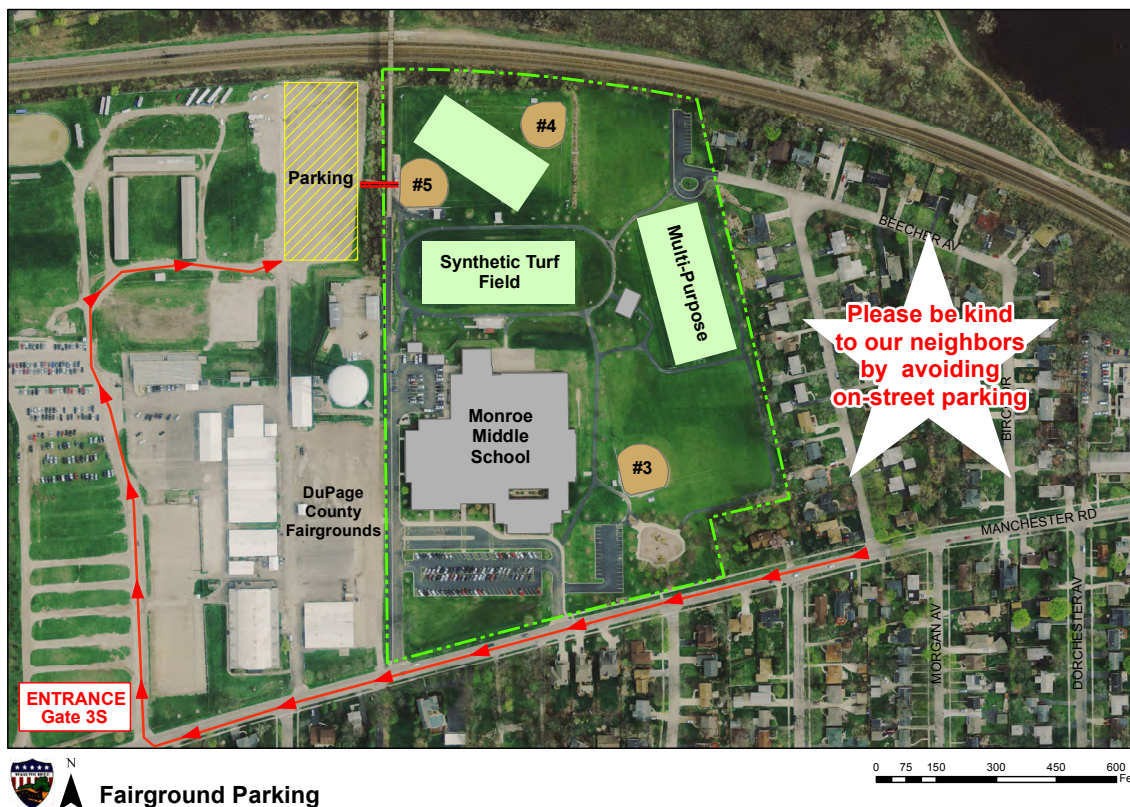 #4
Parking
#5
BEECHER AV
Synthetic Turf
Field
Multi-Purpose
Please be kind
to our neighbors
by avoiding
on-street parking
Monroe
Middle
School
#3
DuPage
County
Fairgrounds
MANCHESTER RD
MORGAN AV
DORCHESTER AV
ENTRANCE
Gate 3S
N
Fairground Parking
0 75 150 300 450 600
Fe